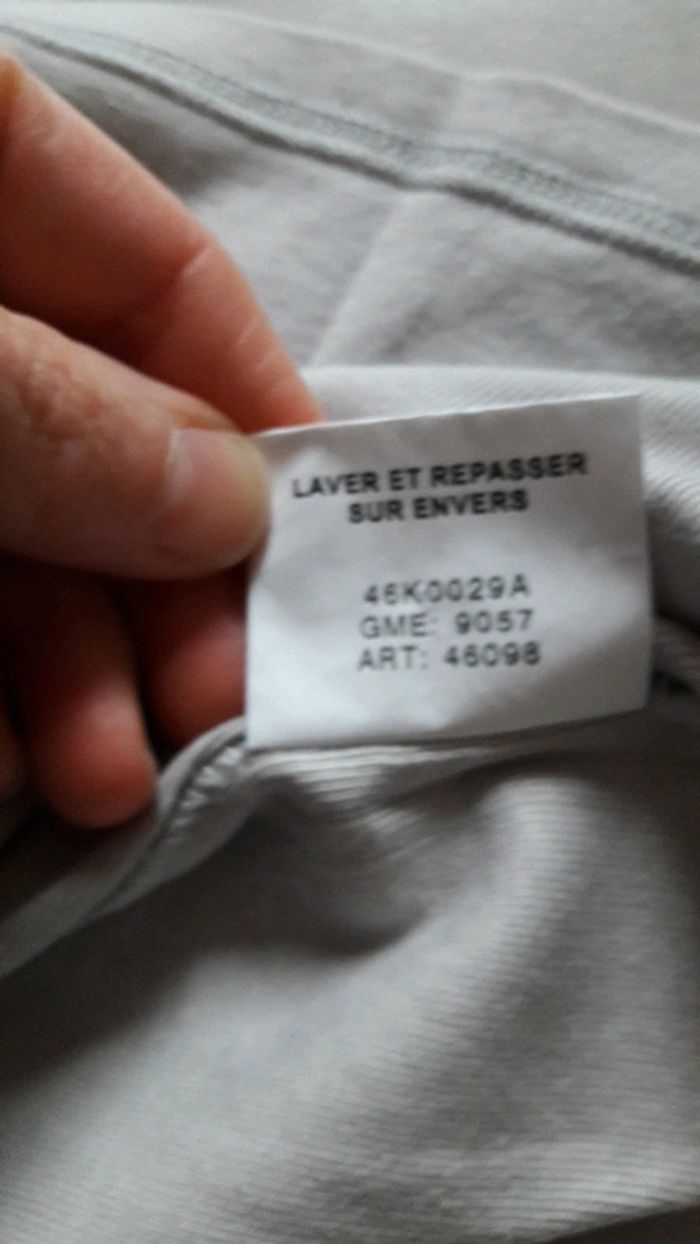 LAVER ET REPASSER
SUR ENVERS
46K0029A
GME: 9057
ART: 46098